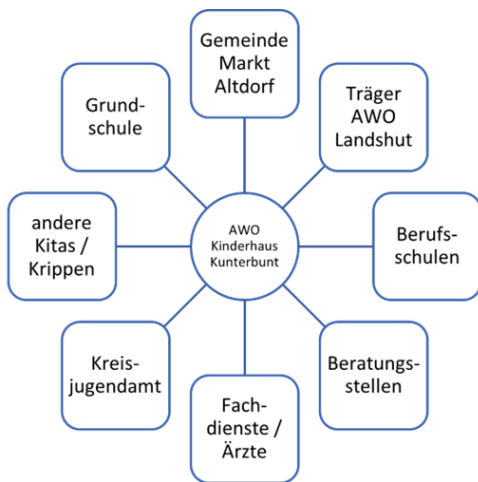 Gemeinde
Markt
Altdorf
Träger
AWO
Landshut
Berufs-
schulen
Beratungs-
stellen
Fach-
dienste /
Ärzte
Kreis-
jugendamt
andere
Kitas /
Krippen
Grund-
schule
AWO
Kinderhaus
Kunterbunt